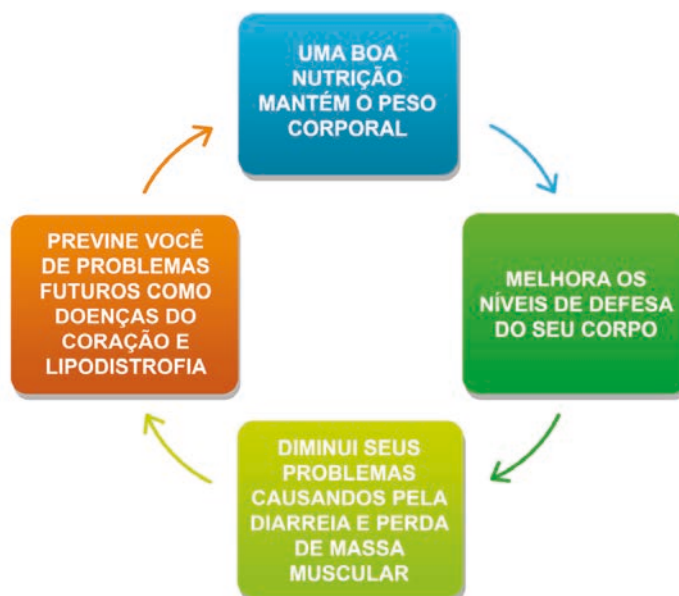 UMA BOA
NUTRIÇÃO
MANTÉM O PESO
CORPORAL
MELHORA OS
NÍVEIS DE DEFESA
DO SEU CORPO
DIMINUI SEUS
PROBLEMAS
CAUSANDOS PELA
DIARREIA E PERDA
DE MASSA
MUSCULAR
PREVINE VOCÊ
DE PROBLEMAS
FUTUROS COMO
DOENÇAS DO
CORAÇÃO E
LIPODISTROFIA